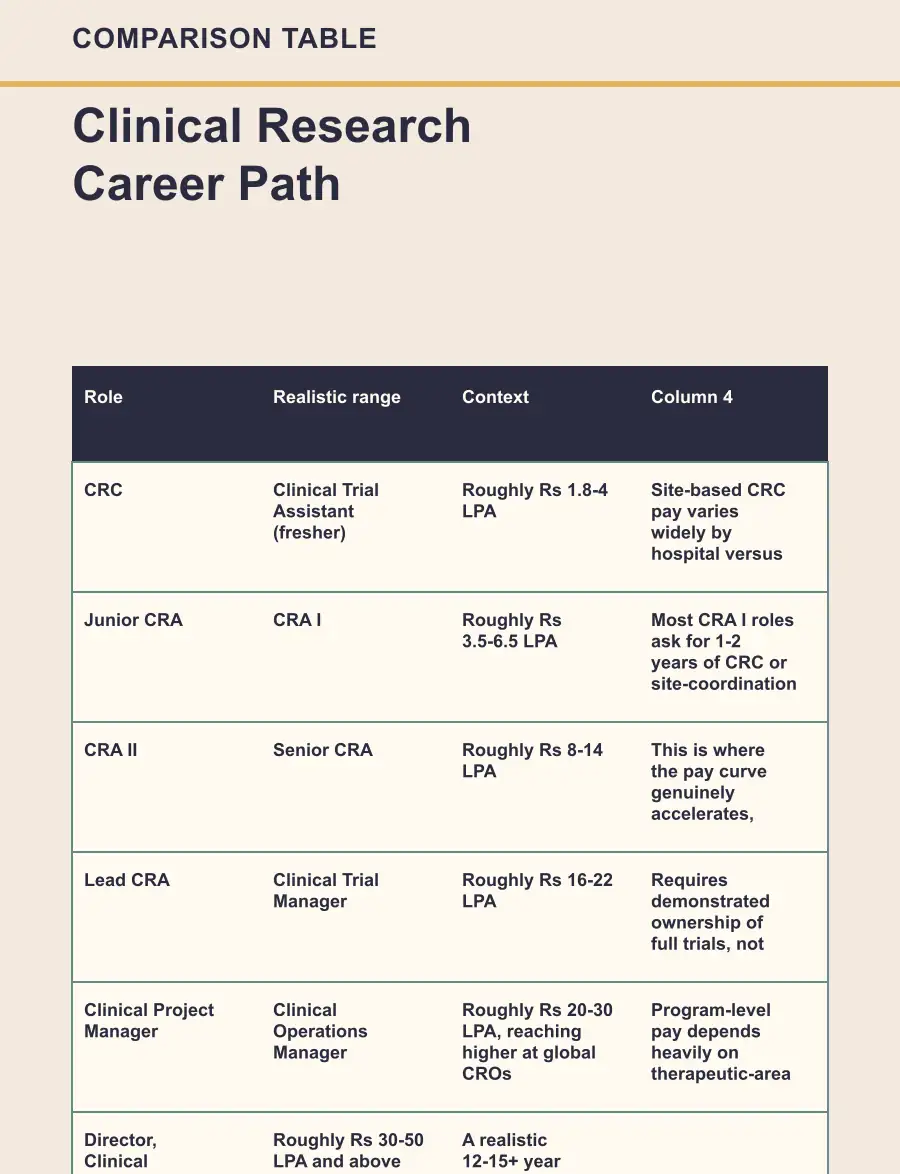 COMPARISON TABLE
Clinical Research
Career Path
Role
Realistic range
Context
Column 4
CRC
Clinical Trial
Assistant
(fresher)
Roughly Rs 1.8-4
LPA
Site-based CRC
pay varies
widely by
hospital versus
Junior CRA
CRA I
Roughly Rs
3.5-6.5 LPA
Most CRA I roles
ask for 1-2
years of CRC or
site-coordination
CRA II
Senior CRA
Roughly Rs 8-14
LPA
This is where
the pay curve
genuinely
accelerates,
Lead CRA
Clinical Trial
Manager
Roughly Rs 16-22
LPA
Requires
demonstrated
ownership of
full trials, not
Clinical Project
Manager
Clinical
Operations
Manager
Roughly Rs 20-30
LPA, reaching
higher at global
CROs
Program-level
pay depends
heavily on
therapeutic-area
Director,
Clinical
Roughly Rs 30-50
LPA and above
A realistic
12-15+ year